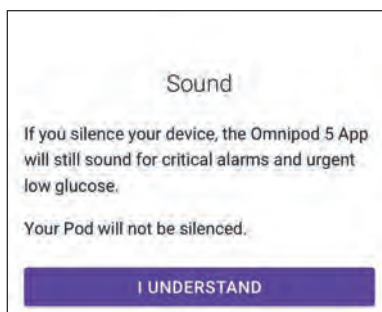 Sound
If you silence your device, the Omnipod 5 App
will still sound for critical alarms and urgent
low glucose.
Your Pod will not be silenced.
I UNDERSTAND